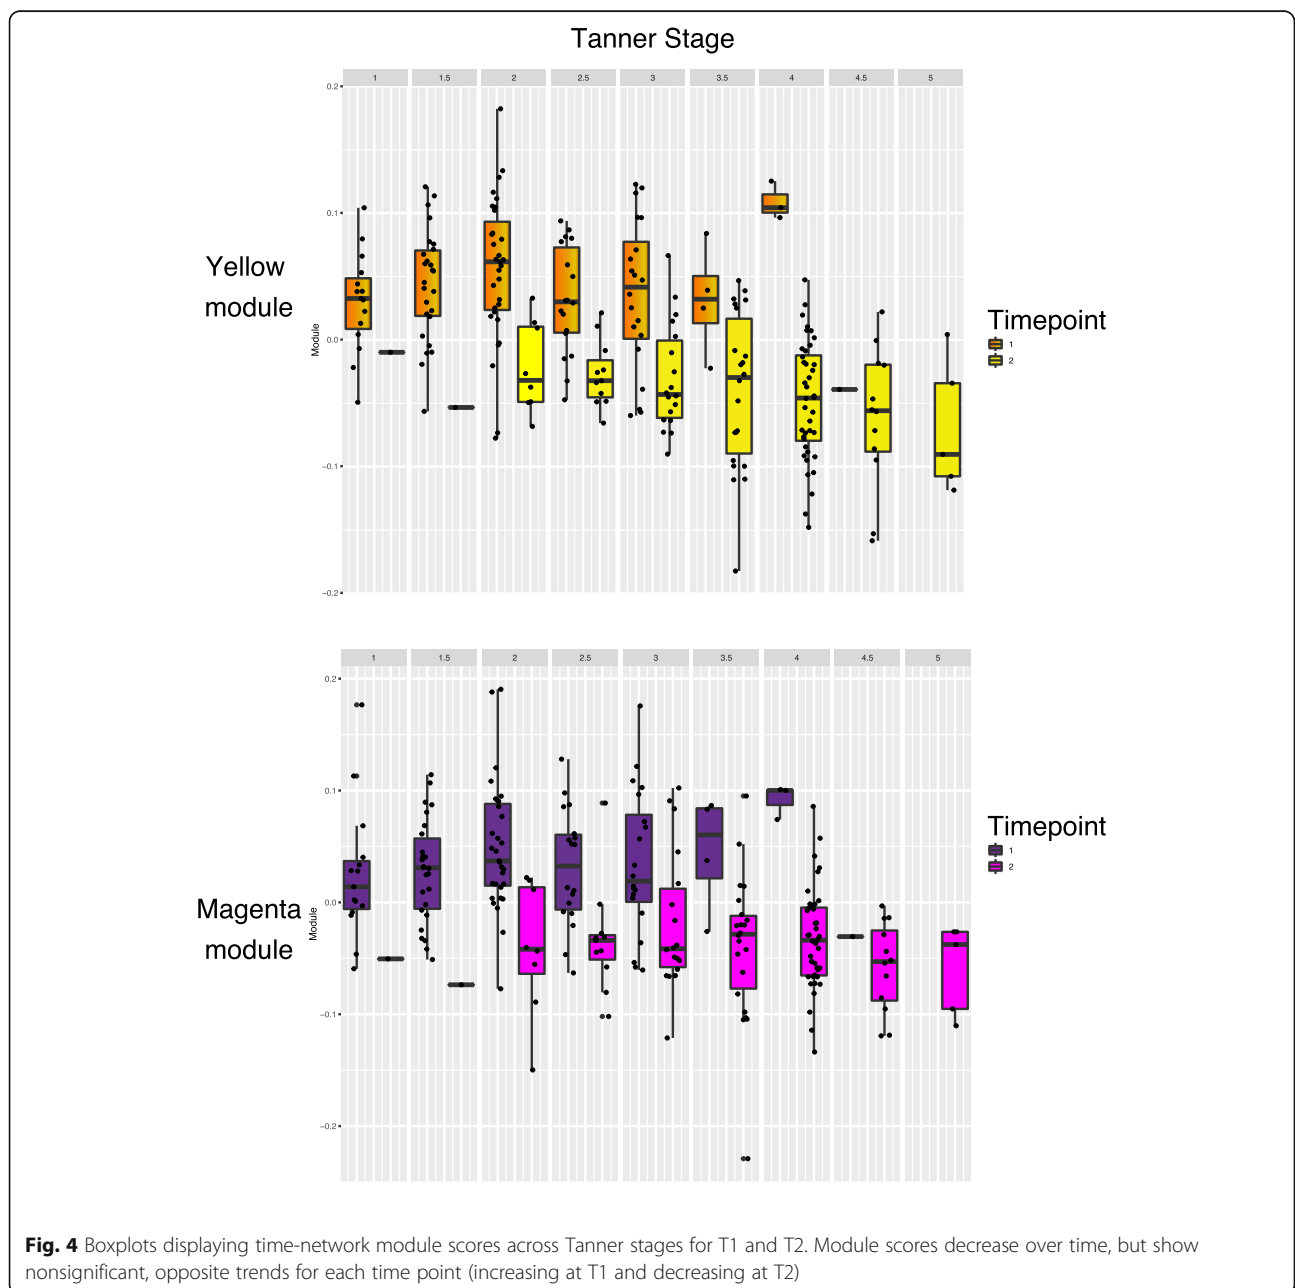 Tanner Stage
1 1.5 2 2.5 3 3.5 4 4.5 5
0.2
0.1
0.0
−0.1
−0.2
Module
Yellow
module
Timepoint
1
2
1 1.5 2 2.5 3 3.5 4 4.5 5
0.2
0.1
0.0
−0.1
−0.2
Module
Magenta
module
Timepoint
1
2
Fig. 4 Boxplots displaying time-network module scores across Tanner stages for T1 and T2. Module scores decrease over time, but show
nonsignificant, opposite trends for each time point (increasing at T1 and decreasing at T2)